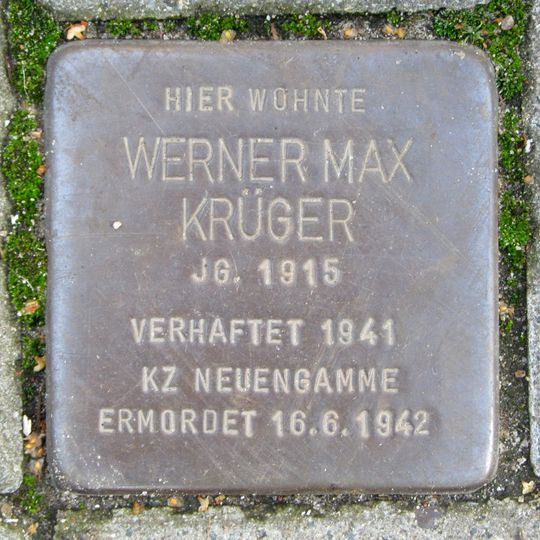 HIER WOHNTE
WERNER MAX
KRÜGER
JG. 1915
VERHAFTET 1941
KZ NEUENGAMME
ERMORDET 16.6.1942